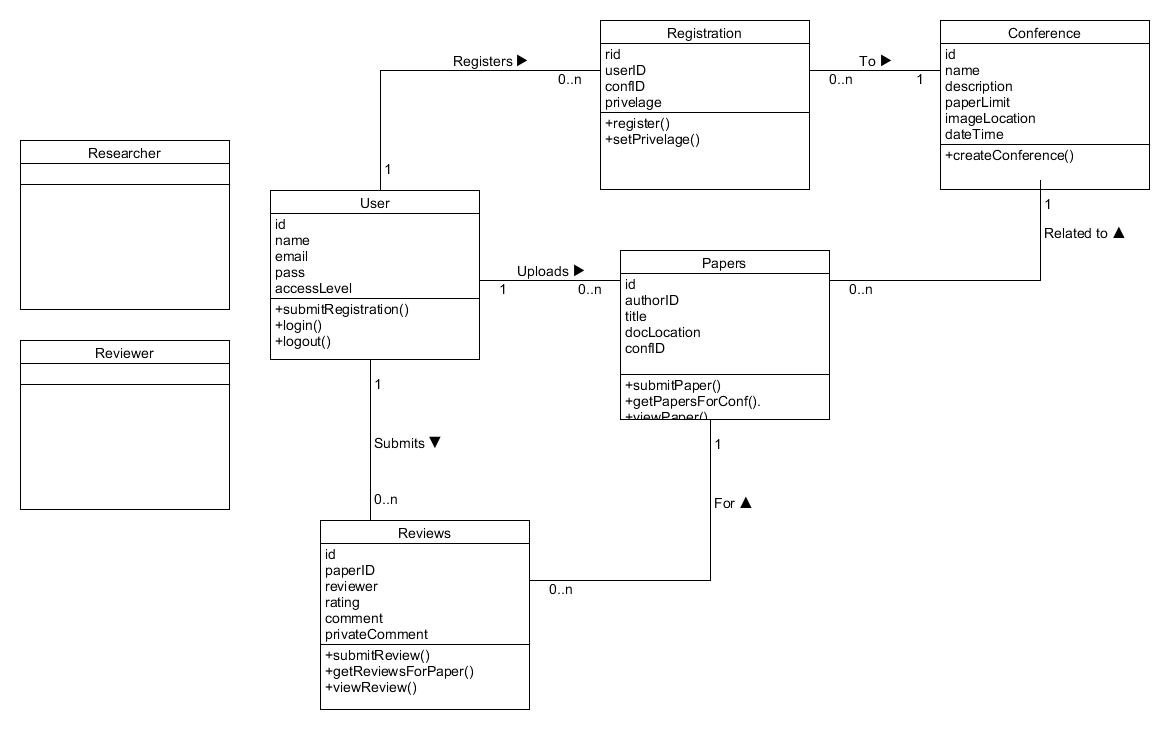 Registration
rid
userID
confID
privelage
+register()
+setPrivelage()
Conference
id
name
description
paperLimit
imageLocation
dateTime
+createConference()
Registers ▶
0..n
1
To ▶
0..n
1
Researcher
Reviewer
User
id
name
email
pass
accessLevel
+submitRegistration()
+login()
+logout()
Uploads ▶
1
0..n
Papers
id
authorID
title
docLocation
confID
+submitPaper()
+getPapersForConf().
+viewPaper()
1
Related to ▲
0..n
1
Submits ▼
0..n
1
For ▲
0..n
Reviews
id
paperID
reviewer
rating
comment
privateComment
+submitReview()
+getReviewsForPaper()
+viewReview()